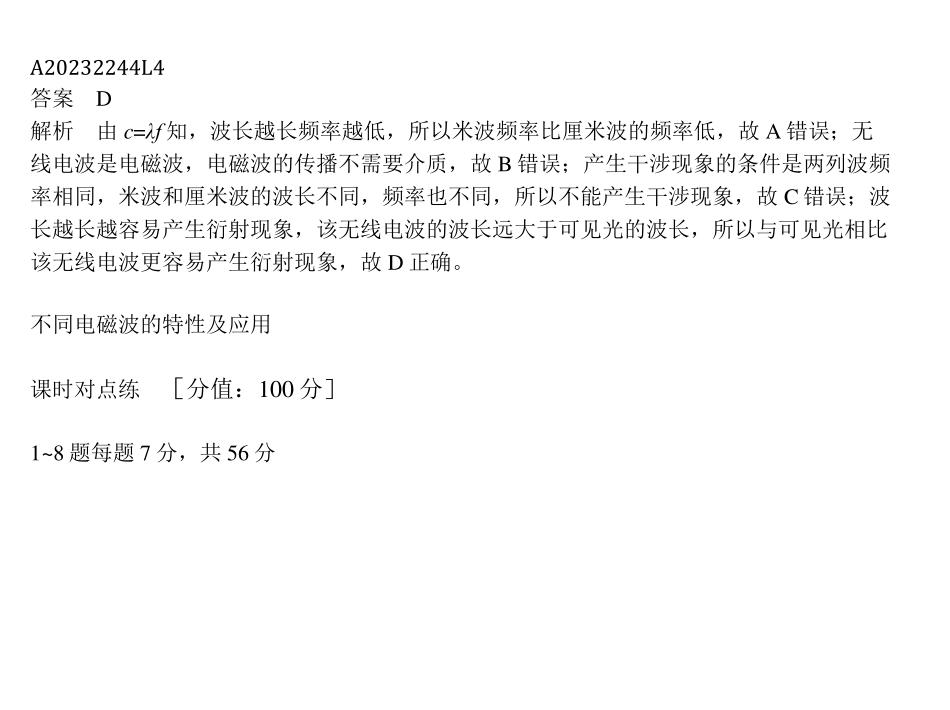 A20232244L4
答案　D
解析　由 c=λf 知，波长越长频率越低，所以米波频率比厘米波的频率低，故 A 错误；无
线电波是电磁波，电磁波的传播不需要介质，故 B 错误；产生干涉现象的条件是两列波频
率相同，米波和厘米波的波长不同，频率也不同，所以不能产生干涉现象，故 C 错误；波
长越长越容易产生衍射现象，该无线电波的波长远大于可见光的波长，所以与可见光相比
该无线电波更容易产生衍射现象，故 D 正确。
不同电磁波的特性及应用
课时对点练　［分值：100 分］
1~8 题每题 7 分，共 56 分